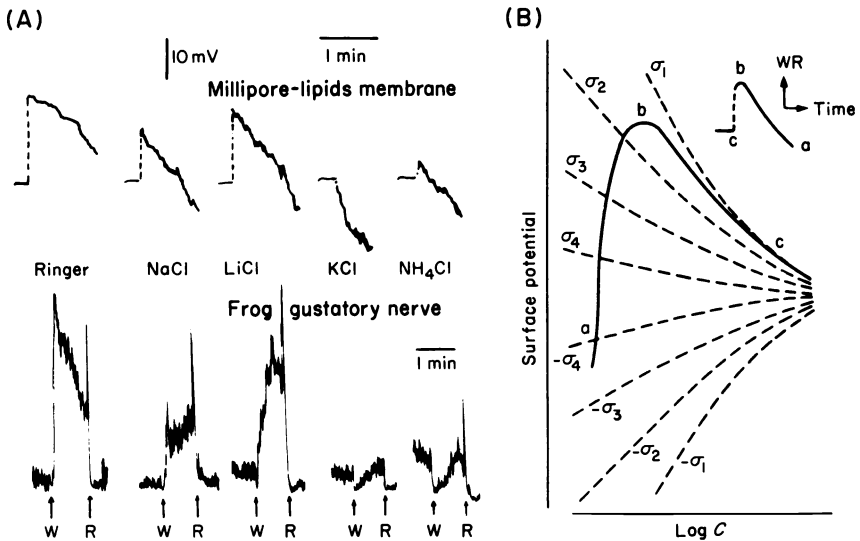 (A)
10 mV
1 min
Millipore-lipids membrane
Ringer NaCl LiCl KCl NH₄Cl
Frog gustatory nerve
1 min
W R W R W R W R W R
(B)
WR
Time
b
c
a
σ₁
σ₂
b
σ₃
σ₄
c
a
-σ₄
-σ₃
-σ₂
-σ₁
Surface potential
Log C